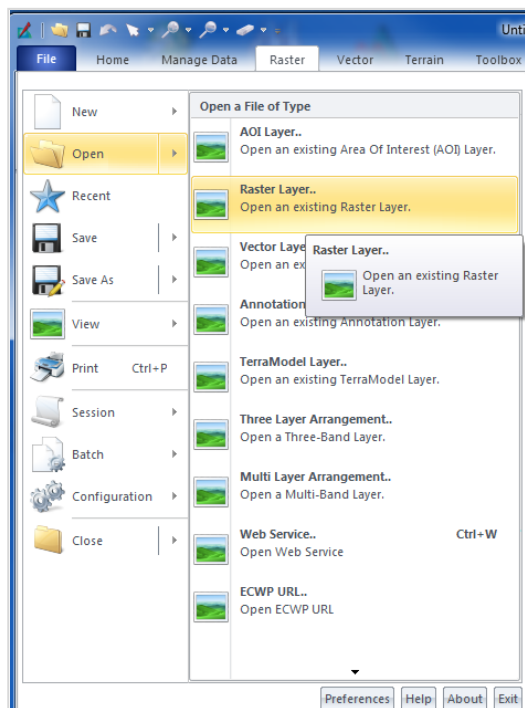 Unti
File Home Manage Data Raster Vector Terrain Toolbox
New
Open
Recent
Save
Save As
View
Print Ctrl+P
Session
Batch
Configuration
Close
Open a File of Type
AOI Layer..
Open an existing Area Of Interest (AOI) Layer.
Raster Layer..
Open an existing Raster Layer.
Vector Laye
Open an ex
Raster Layer..
Open an existing Raster
Layer.
Annotation
Open an existing Annotation Layer.
TerraModel Layer..
Open an existing TerraModel Layer.
Three Layer Arrangement..
Open a Three-Band Layer.
Multi Layer Arrangement..
Open a Multi-Band Layer.
Web Service.. Ctrl+W
Open Web Service
ECWP URL..
Open ECWP URL
Preferences Help About Exit